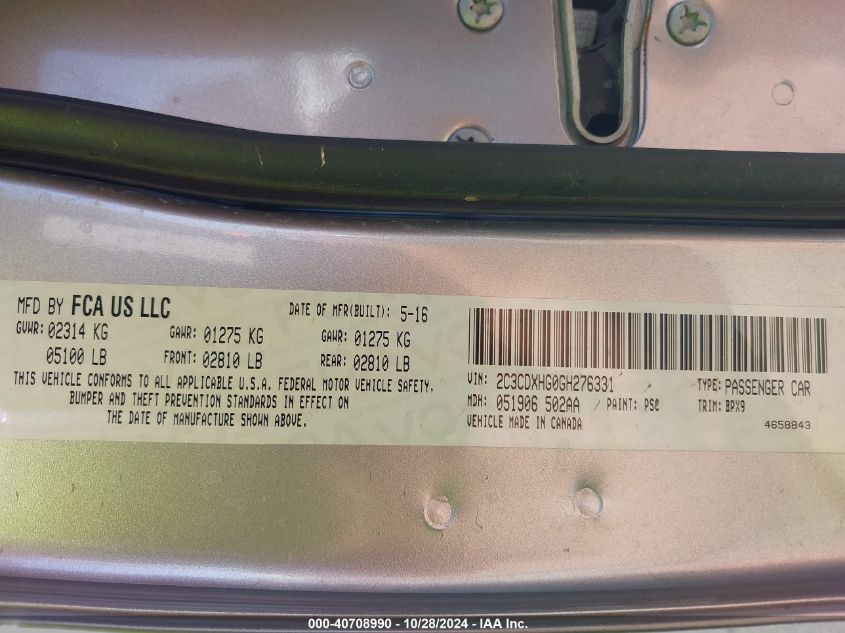 MFD BY FCA US LLC
DATE OF MFR(BUILT): 5-16
GVWR: 02314 KG
GAWR: 01275 KG
GAWR: 01275 KG
05100 LB
FRONT: 02810 LB
REAR: 02810 LB
THIS VEHICLE CONFORMS TO ALL APPLICABLE U.S.A. FEDERAL MOTOR VEHICLE SAFETY,
BUMPER AND THEFT PREVENTION STANDARDS IN EFFECT ON
THE DATE OF MANUFACTURE SHOWN ABOVE.
VIN: 2C3CDXHG0GH276331
TYPE: PASSENGER CAR
MDH: 051906 502AA
PAINT: PSC
TRIM: BPX9
VEHICLE MADE IN CANADA
4658843
000-40708990 - 10/28/2024 - IAA Inc.